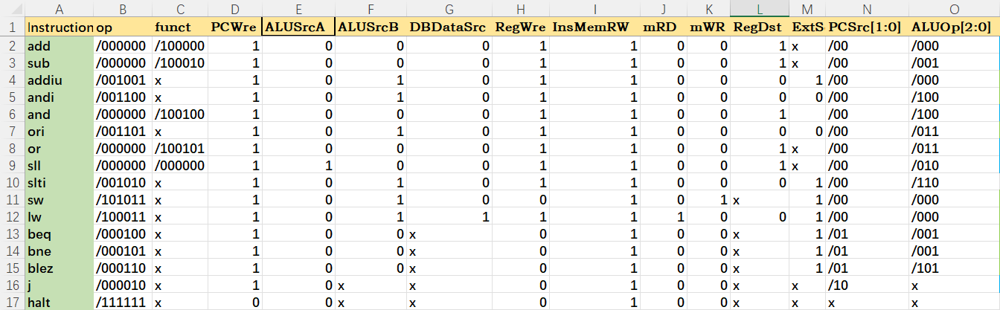 A B C D E F G H I J K L M N O
1 Instruction op funct PCWre ALUSrcA ALUSrcB DBDataSrc RegWre InsMemRW mRD mWR RegDst ExtS PCSrc[1:0] ALUOp[2:0]
2 add /000000 /100000 1 0 0 0 1 1 0 0 1 x /00 /000
3 sub /000000 /100010 1 0 0 0 1 1 0 0 1 x /00 /001
4 addiu /001001 x 1 0 1 0 1 1 0 0 0 1 /00 /000
5 andi /001100 x 1 0 1 0 1 1 0 0 0 0 /00 /100
6 and /000000 /100100 1 0 0 0 1 1 0 0 1 /00 /100
7 ori /001101 x 1 0 1 0 1 1 0 0 0 0 /00 /011
8 or /000000 /100101 1 0 0 0 1 1 0 0 1 x /00 /011
9 sll /000000 /000000 1 1 0 0 1 1 0 0 1 x /00 /010
10 slti /001010 x 1 0 1 0 1 1 0 0 0 1 /00 /110
11 sw /101011 x 1 0 1 0 0 1 0 1 x 1 /00 /000
12 lw /100011 x 1 0 1 1 1 1 1 0 0 1 /00 /000
13 beq /000100 x 1 0 0 x 0 1 0 0 x 1 /01 /001
14 bne /000101 x 1 0 0 x 0 1 0 0 x 1 /01 /001
15 blez /000110 x 1 0 0 x 0 1 0 0 x 1 /01 /101
16 j /000010 x 1 0 x x 0 1 0 0 x x /10 x
17 halt /111111 x 0 0 x x 0 1 0 0 x x x x